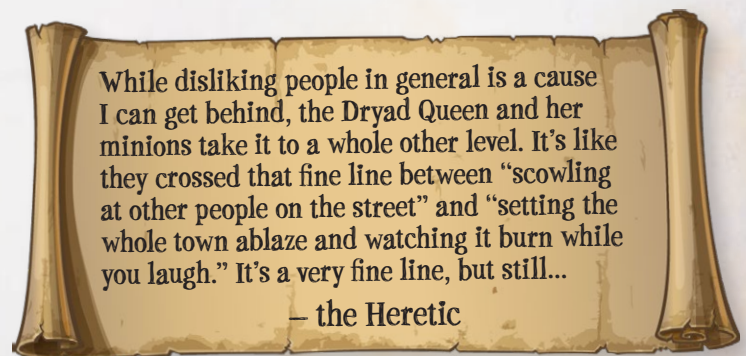 While disliking people in general is a cause
I can get behind, the Dryad Queen and her
minions take it to a whole other level. It’s like
they crossed that fine line between “scowling
at other people on the street” and “setting the
whole town ablaze and watching it burn while
you laugh.” It’s a very fine line, but still...
– the Heretic